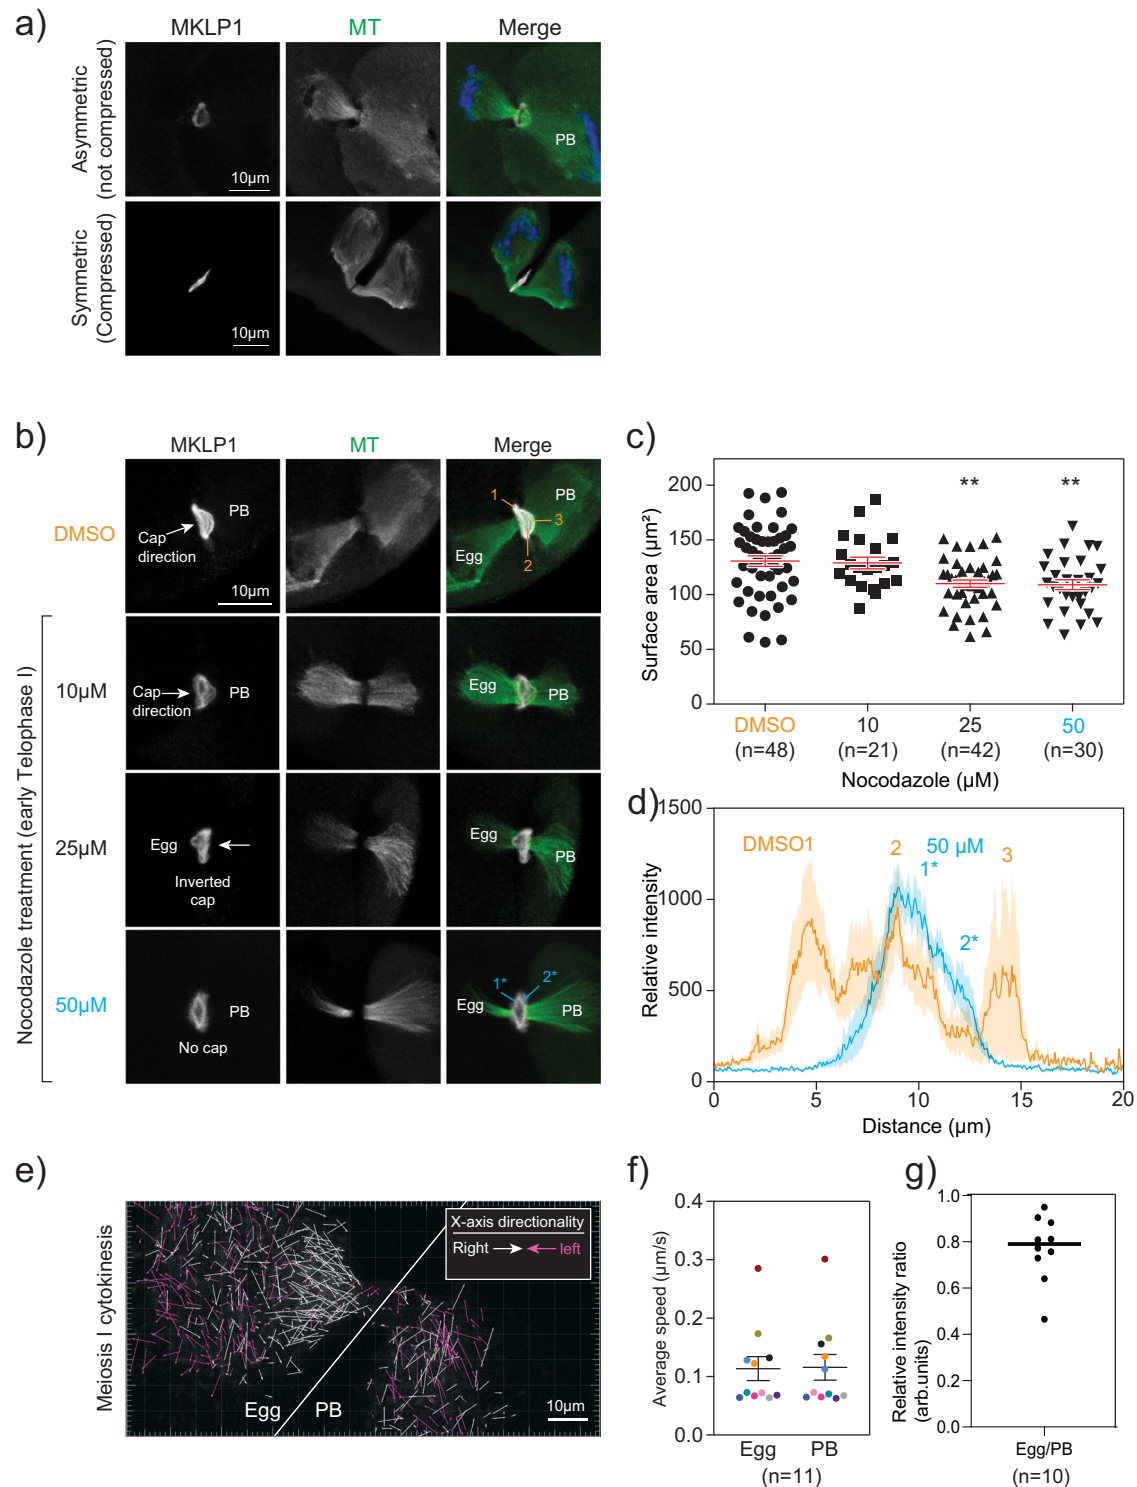 a)
MKLP1 MT Merge
Asymmetric
(not compressed)
10µm
PB
Symmetric
(Compressed)
10µm
b)
MKLP1 MT Merge
DMSO
Cap
direction
PB
10µm
1
PB
3
Egg
2
Nocodazole treatment (early Telophase I)
10µM
Cap
direction
PB
Egg
PB
25µM
Egg
Inverted
cap
Egg
PB
50µM
PB
No cap
1*
2*
Egg
PB
c)
Surface area (µm²)
200
150
100
50
0
** **
DMSO 10 25 50
(n=48) (n=21) (n=42) (n=30)
Nocodazole (µM)
d)
Relative intensity
1500
1000
500
0
DMSO1 2 50 µM 3
1*
2*
0 5 10 15 20
Distance (µm)
e)
Meiosis I cytokinesis
X-axis directionality
Right left
Egg PB
10µm
f)
Average speed (µm/s)
0.4
0.3
0.2
0.1
0.0
Egg PB
(n=11)
g)
Relative intensity ratio
(arb.units)
1.0
0.8
0.6
0.4
0.2
0.0
Egg/PB
(n=10)